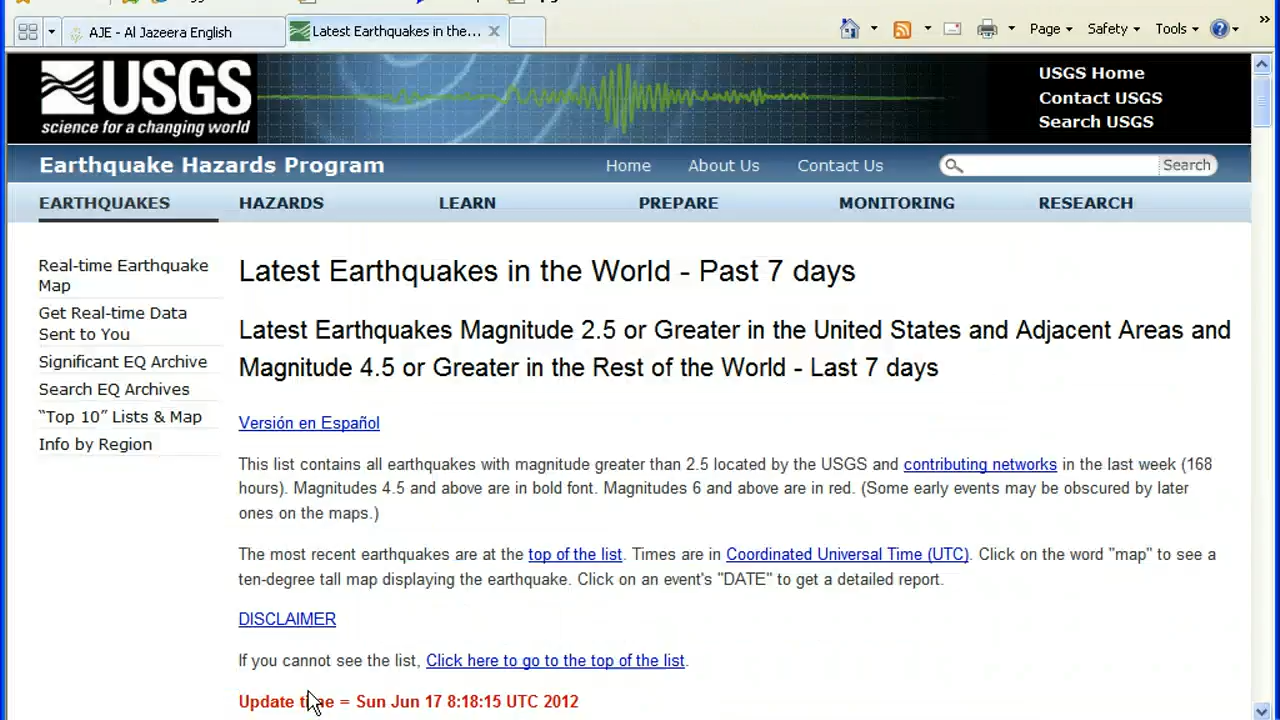 AJE - Al Jazeera English
Latest Earthquakes in the...
Page
Safety
Tools
USGS
science for a changing world
USGS Home
Contact USGS
Search USGS
Earthquake Hazards Program
Home
About Us
Contact Us
Search
EARTHQUAKES
HAZARDS
LEARN
PREPARE
MONITORING
RESEARCH
Real-time Earthquake
Map
Get Real-time Data
Sent to You
Significant EQ Archive
Search EQ Archives
“Top 10” Lists & Map
Info by Region
Latest Earthquakes in the World - Past 7 days
Latest Earthquakes Magnitude 2.5 or Greater in the United States and Adjacent Areas and
Magnitude 4.5 or Greater in the Rest of the World - Last 7 days
Versión en Español
This list contains all earthquakes with magnitude greater than 2.5 located by the USGS and contributing networks in the last week (168
hours). Magnitudes 4.5 and above are in bold font. Magnitudes 6 and above are in red. (Some early events may be obscured by later
ones on the maps.)
The most recent earthquakes are at the top of the list. Times are in Coordinated Universal Time (UTC). Click on the word "map" to see a
ten-degree tall map displaying the earthquake. Click on an event's "DATE" to get a detailed report.
DISCLAIMER
If you cannot see the list, Click here to go to the top of the list.
Update time = Sun Jun 17 8:18:15 UTC 2012